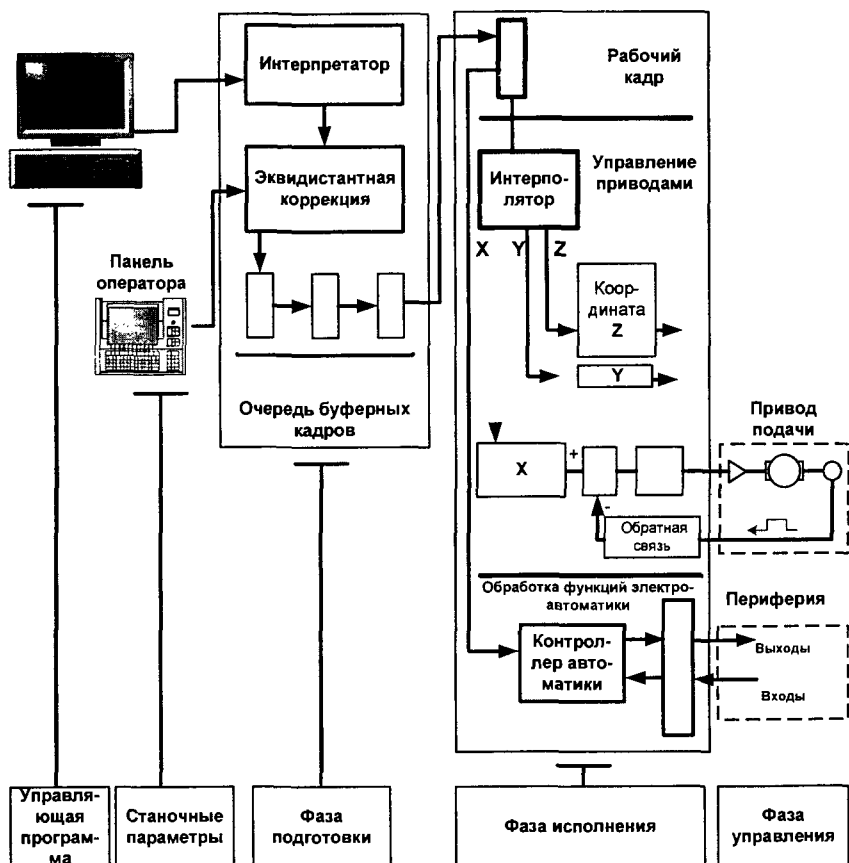 Интерпретатор
Эквидистантная
коррекция
Панель
оператора
Очередь буферных
кадров
Рабочий
кадр
Управление
приводами
Интерпо-
лятор
X Y Z
Коор-
дината
Z
Y
Привод
подачи
X
+
-
Обратная
связь
Обработка функций электро-
автоматики
Контрол-
лер авто-
матики
Периферия
Выходы
Входы
Управля-
ющая
програм-
ма
Станочные
параметры
Фаза
подготовки
Фаза исполнения
Фаза
управления